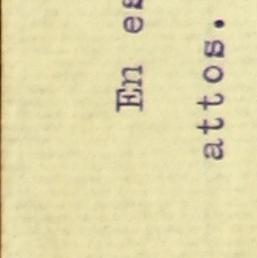 En es
attos.